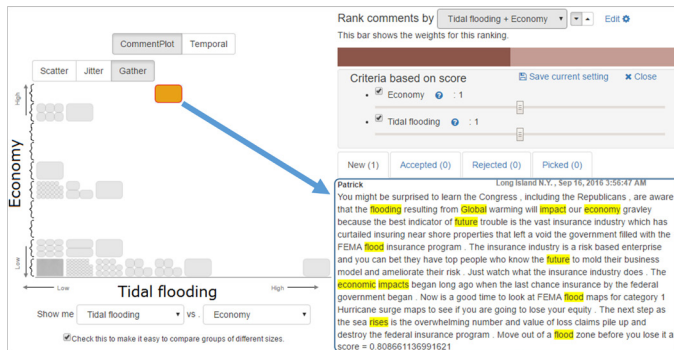 CommentPlot Temporal
Scatter Jitter Gather
High
Economy
Low
Low High
Tidal flooding
Show me Tidal flooding vs . Economy
Check this to make it easy to compare groups of different sizes.
Rank comments by Tidal flooding + Economy Edit
This bar shows the weights for this ranking.
Criteria based on score Save current setting Close
Economy : 1
Tidal flooding : 1
New (1) Accepted (0) Rejected (0) Picked (0)
Patrick Long Island N.Y. , Sep 16, 2016 3:56:47 AM
You might be surprised to learn the Congress , including the Republicans , are aware
that the flooding resulting from Global warming will impact our economy gravley
because the best indicator of future trouble is the vast insurance industry which has
curtailed insuring near shore properties that left a void the government filled with the
FEMA flood insurance program . The insurance industry is a risk based enterprise
and you can bet they have top people who know the future to mold their business
model and ameliorate their risk . Just watch what the insurance industry does . The
economic impacts began long ago when the last chance insurance by the federal
government began . Now is a good time to look at FEMA flood maps for category 1
Hurricane surge maps to see if you are going to lose your equity . The next step as
the sea rises is the overwhelming number and value of loss claims pile up and
destroy the federal insurance program . Move out of a flood zone before you lose it a
score = 0.808661136991621